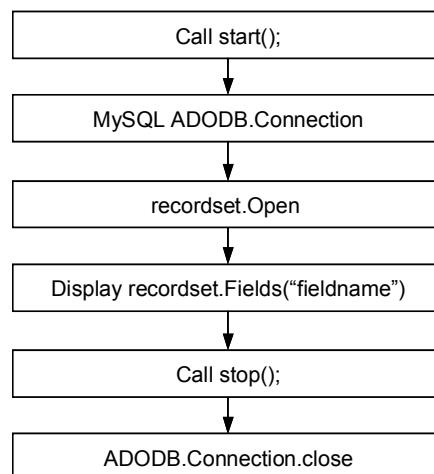 Call start();
MySQL ADODB.Connection
recordset.Open
Display recordset.Fields(“fieldname”)
Call stop();
ADODB.Connection.close